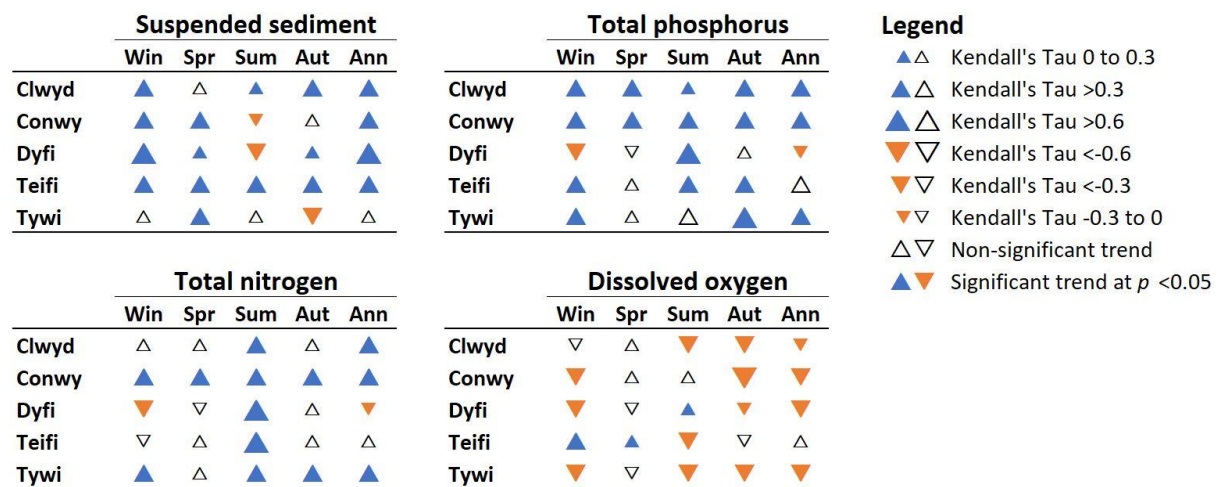 Suspended sediment
Win Spr Sum Aut Ann
Clwyd
Conwy
Dyfi
Teifi
Tywi
Total phosphorus
Win Spr Sum Aut Ann
Clwyd
Conwy
Dyfi
Teifi
Tywi
Legend
Kendall's Tau 0 to 0.3
Kendall's Tau >0.3
Kendall's Tau >0.6
Kendall's Tau <-0.6
Kendall's Tau <-0.3
Kendall's Tau -0.3 to 0
Non-significant trend
Significant trend at p <0.05
Total nitrogen
Win Spr Sum Aut Ann
Clwyd
Conwy
Dyfi
Teifi
Tywi
Dissolved oxygen
Win Spr Sum Aut Ann
Clwyd
Conwy
Dyfi
Teifi
Tywi